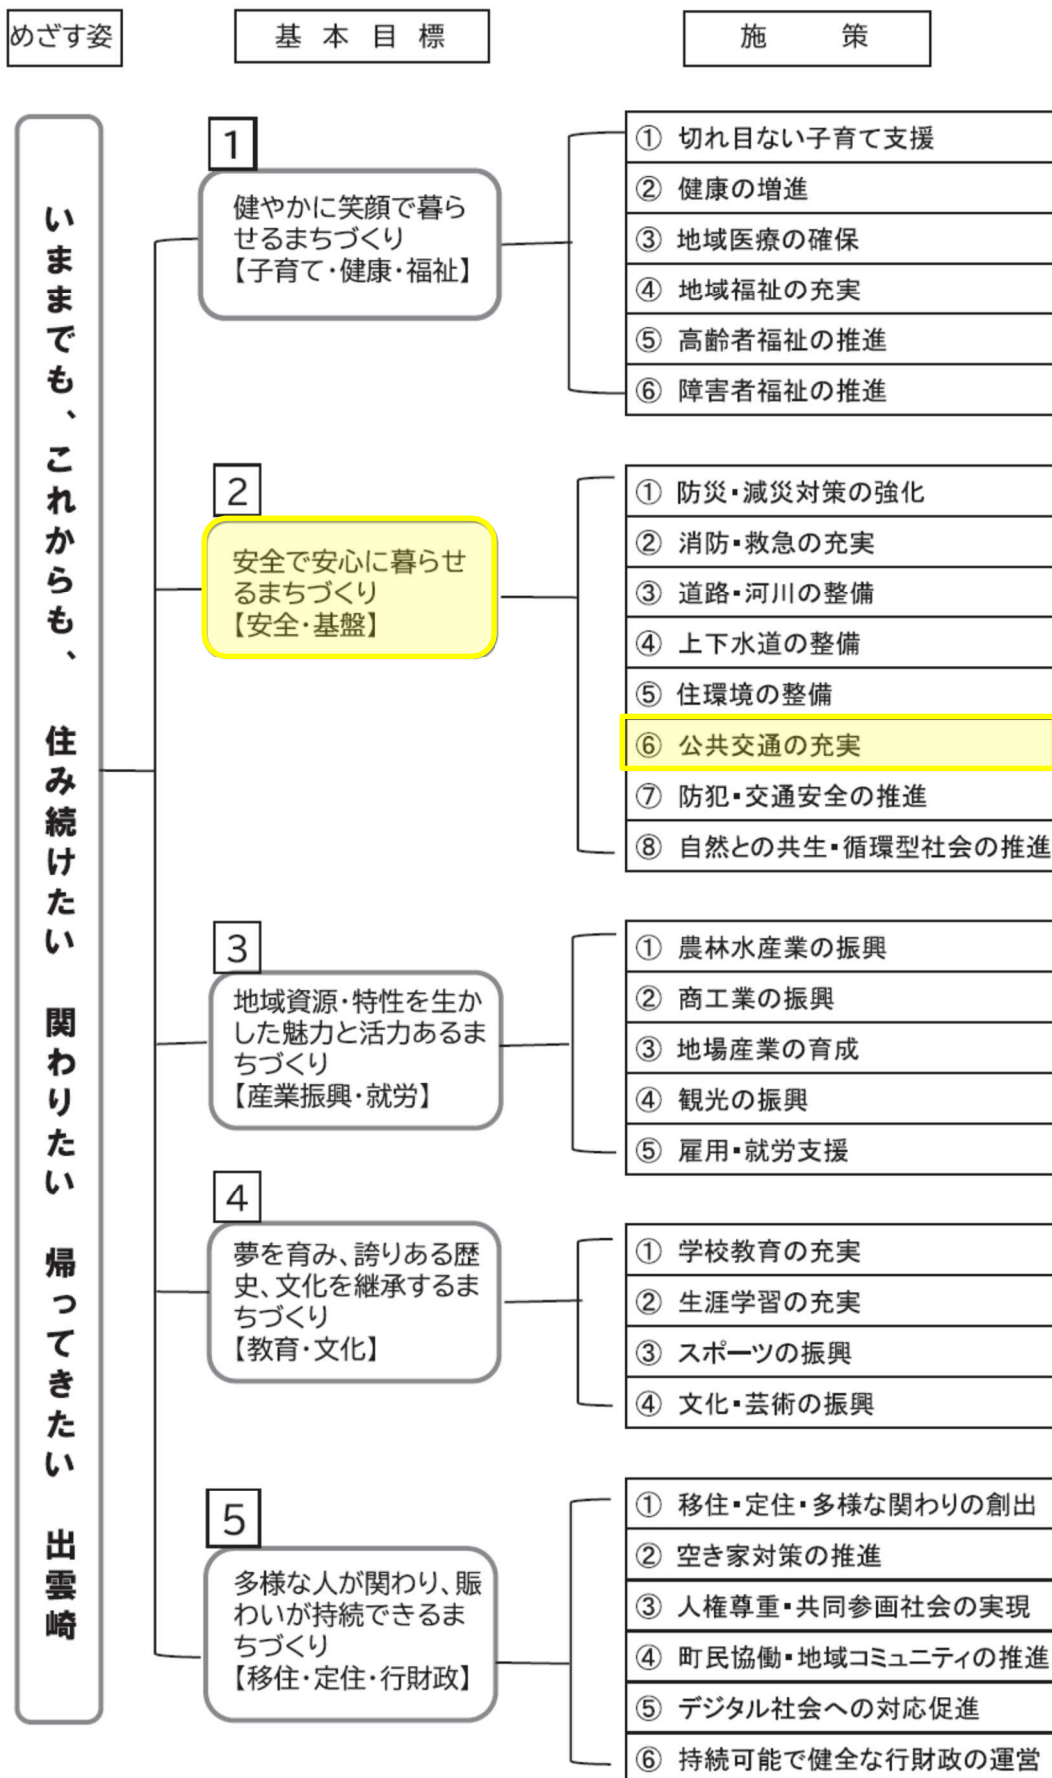 めざす姿
基本目標
施策
いままでも、これからも、 住み続けたい 関わりたい 帰ってきたい 出雲崎
1
健やかに笑顔で暮ら
せるまちづくり
【子育て・健康・福祉】
① 切れ目ない子育て支援
② 健康の増進
③ 地域医療の確保
④ 地域福祉の充実
⑤ 高齢者福祉の推進
⑥ 障害者福祉の推進
2
安全で安心に暮らせ
るまちづくり
【安全・基盤】
① 防災・減災対策の強化
② 消防・救急の充実
③ 道路・河川の整備
④ 上下水道の整備
⑤ 住環境の整備
⑥ 公共交通の充実
⑦ 防犯・交通安全の推進
⑧ 自然との共生・循環型社会の推進
3
地域資源・特性を生か
した魅力と活力あるま
ちづくり
【産業振興・就労】
① 農林水産業の振興
② 商工業の振興
③ 地場産業の育成
④ 観光の振興
⑤ 雇用・就労支援
4
夢を育み、誇りある歴
史、文化を継承するま
ちづくり
【教育・文化】
① 学校教育の充実
② 生涯学習の充実
③ スポーツの振興
④ 文化・芸術の振興
5
多様な人が関わり、賑
わいが持続できるま
ちづくり
【移住・定住・行財政】
① 移住・定住・多様な関わりの創出
② 空き家対策の推進
③ 人権尊重・共同参画社会の実現
④ 町民協働・地域コミュニティの推進
⑤ デジタル社会への対応促進
⑥ 持続可能で健全な行財政の運営